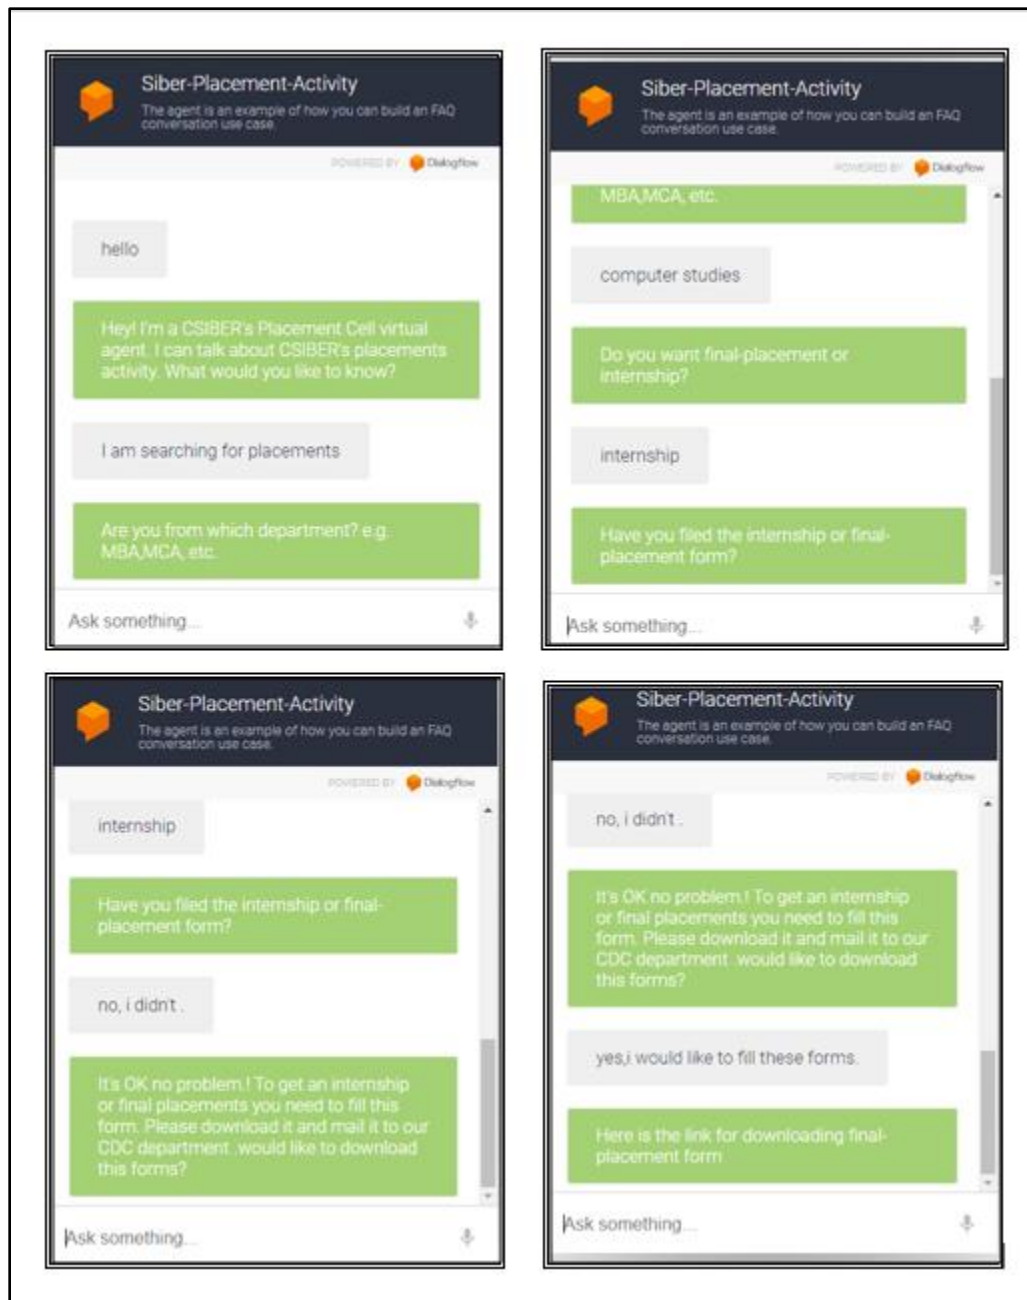 Siber-Placement-Activity
The agent is an example of how you can build an FAQ
conversation use case.
POWERED BY Dialogflow
hello
Hey! I'm a CSIBER's Placement Cell virtual
agent. I can talk about CSIBER's placements
activity. What would you like to know?
I am searching for placements
Are you from which department? e.g.
MBA,MCA, etc.
Ask something...
Siber-Placement-Activity
The agent is an example of how you can build an FAQ
conversation use case.
POWERED BY Dialogflow
MBA,MCA, etc.
computer studies
Do you want final-placement or
internship?
internship
Have you filed the internship or final-
placement form?
Ask something...
Siber-Placement-Activity
The agent is an example of how you can build an FAQ
conversation use case.
POWERED BY Dialogflow
internship
Have you filed the internship or final-
placement form?
no, i didn't .
It's OK no problem.! To get an internship
or final placements you need to fill this
form. Please download it and mail it to our
CDC department .would like to download
this forms?
Ask something...
Siber-Placement-Activity
The agent is an example of how you can build an FAQ
conversation use case.
POWERED BY Dialogflow
no, i didn't .
It's OK no problem.! To get an internship
or final placements you need to fill this
form. Please download it and mail it to our
CDC department .would like to download
this forms?
yes,i would like to fill these forms.
Here is the link for downloading final-
placement form
Ask something...